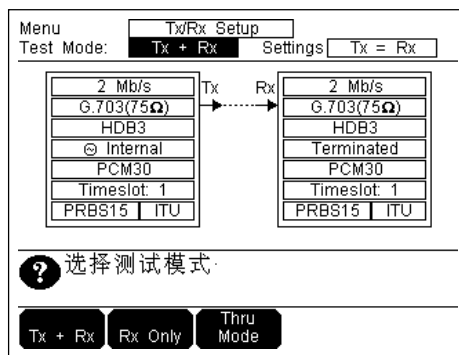 Menu Tx/Rx Setup
Test Mode: Tx + Rx Settings Tx = Rx
2 Mb/s Tx Rx 2 Mb/s
G.703(75Ω) G.703(75Ω)
HDB3 HDB3
Internal Terminated
PCM30 PCM30
Timeslot: 1 Timeslot: 1
PRBS15 ITU PRBS15 ITU
? 选择测试模式
Tx + Rx Rx Only Thru Mode